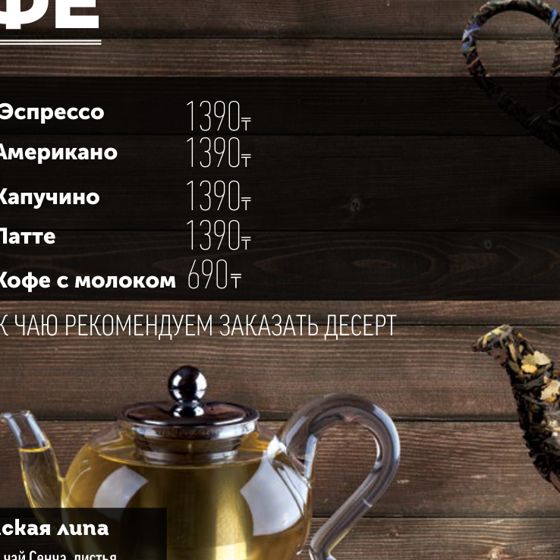 ФЕ
Эспрессо 1390₸
Американо 1390₸
Капучино 1390₸
Латте 1390₸
Кофе с молоком 690₸
К ЧАЮ РЕКОМЕНДУЕМ ЗАКАЗАТЬ ДЕСЕРТ
ская липа
чай Сенча, листья